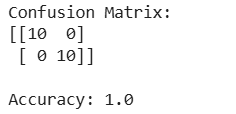 Confusion Matrix:
[[10  0]
 [ 0 10]]
Accuracy: 1.0